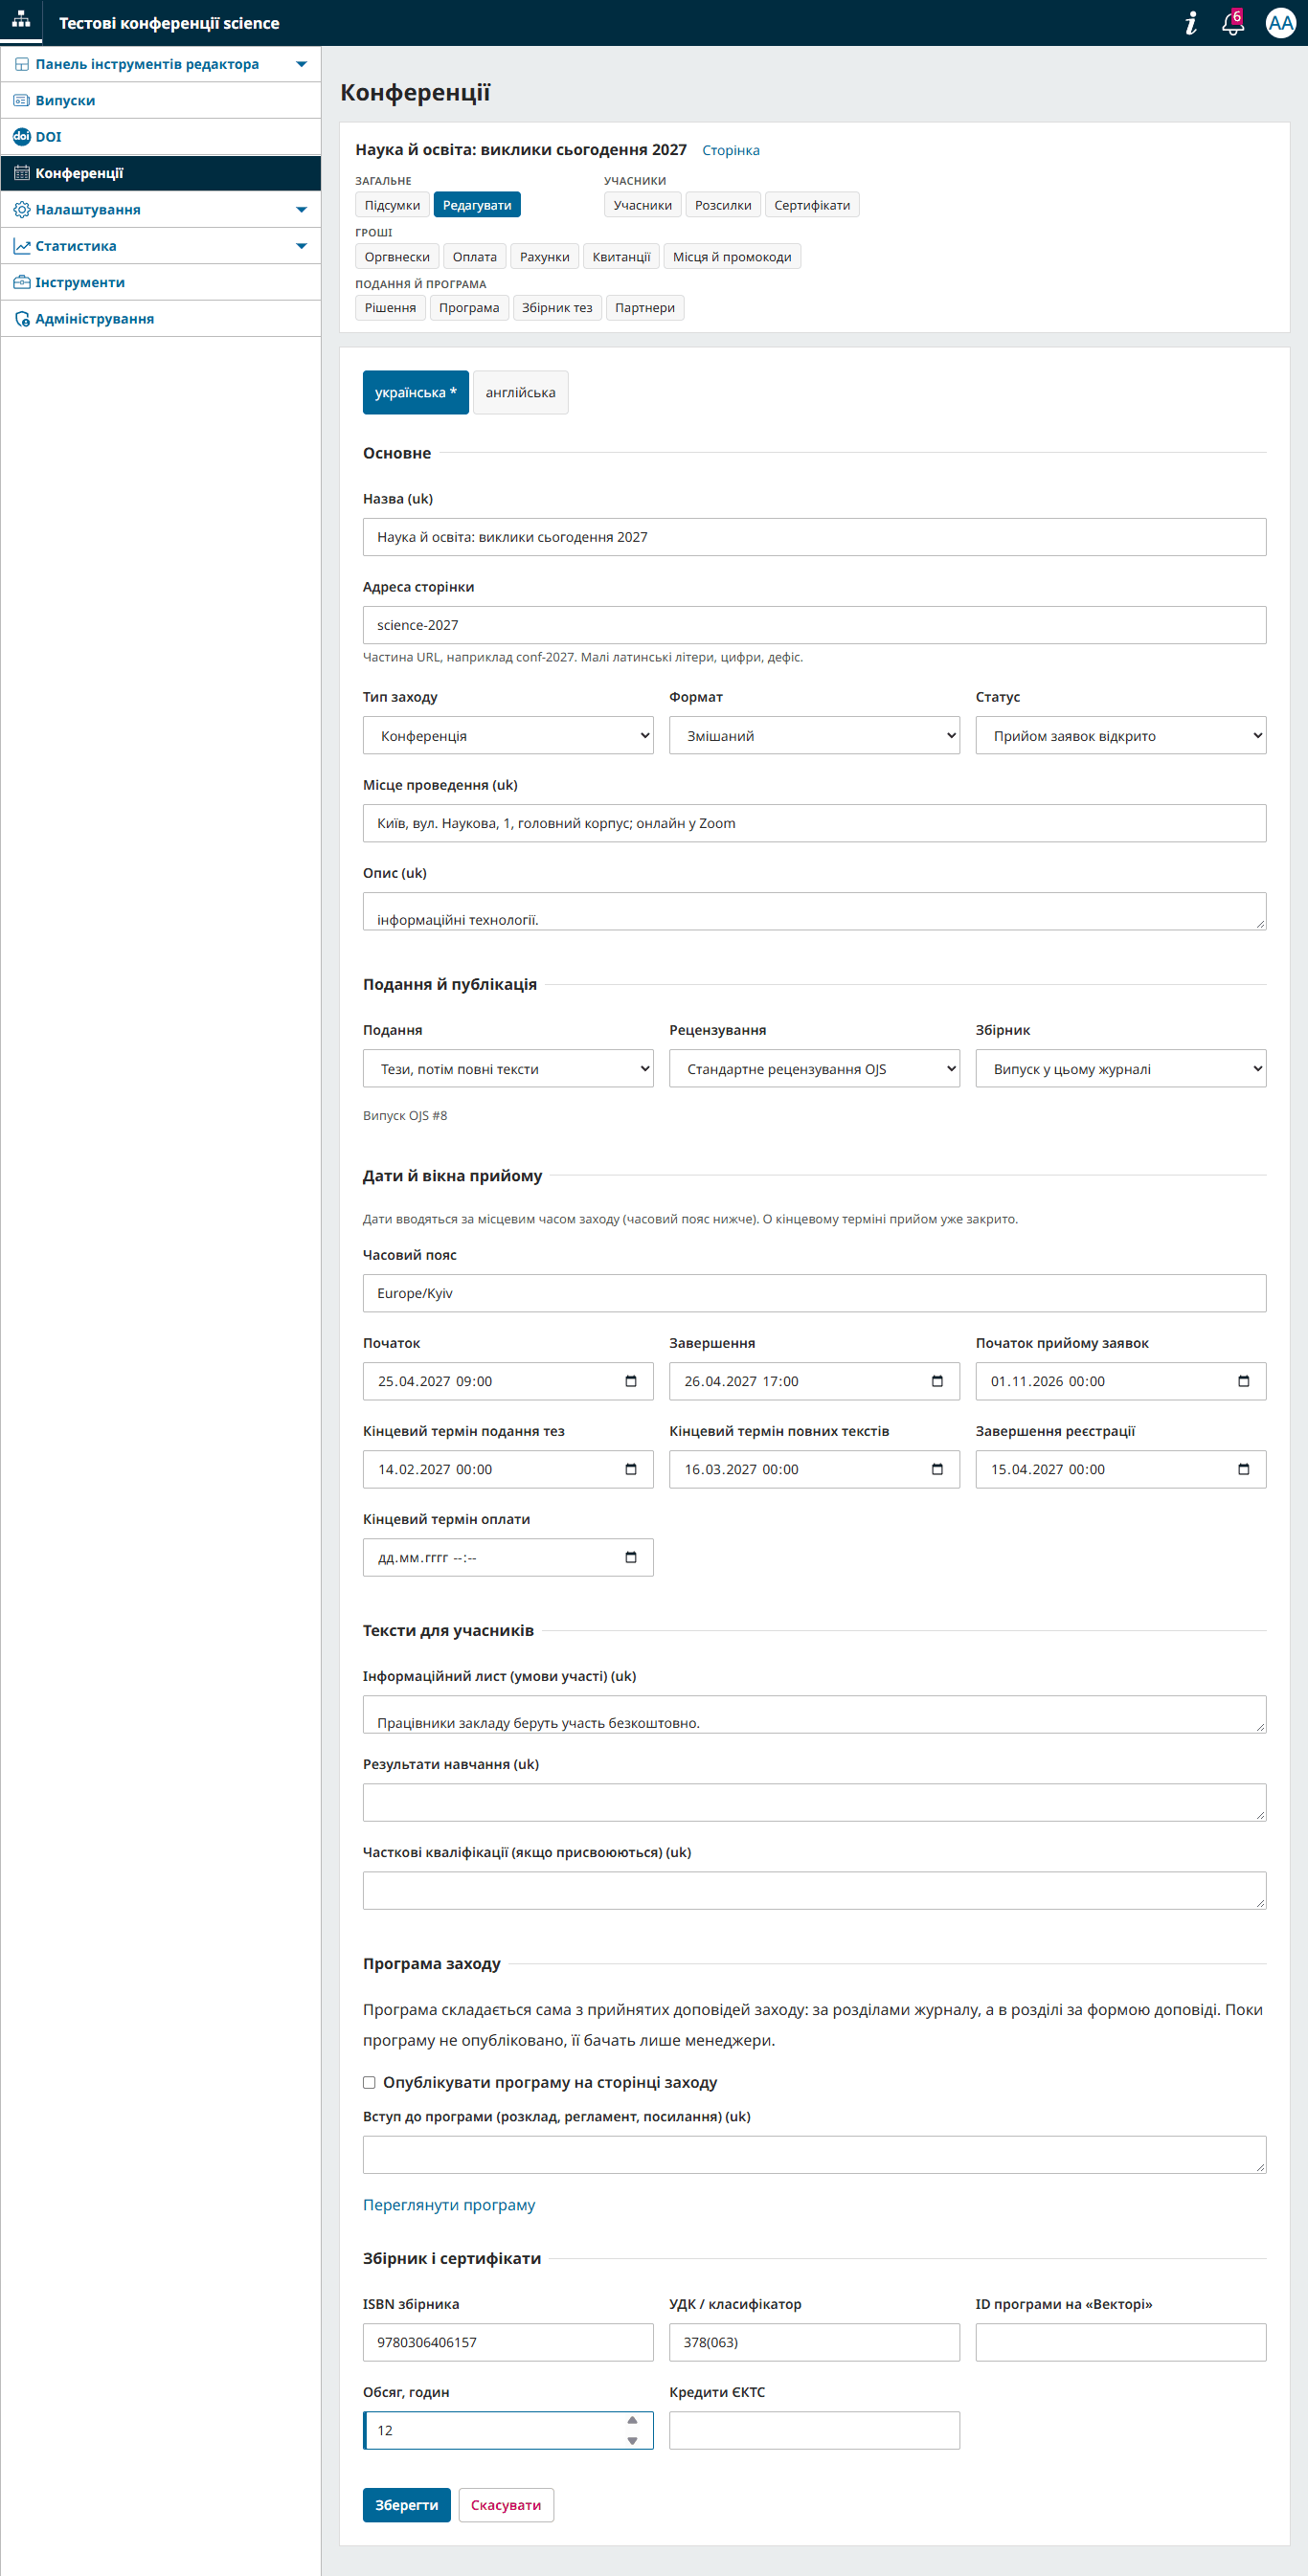 Тестові конференції science
6
AA
Панель інструментів редактора
Випуски
doi DOI
Конференції
Налаштування
Статистика
Інструменти
Адміністрування
Конференції
Наука й освіта: виклики сьогодення 2027 Сторінка
ЗАГАЛЬНЕ
Підсумки Редагувати
УЧАСНИКИ
Учасники Розсилки Сертифікати
ГРОШІ
Оргвнески Оплата Рахунки Квитанції Місця й промокоди
ПОДАННЯ Й ПРОГРАМА
Рішення Програма Збірник тез Партнери
українська * англійська
Основне
Назва (uk)
Наука й освіта: виклики сьогодення 2027
Адреса сторінки
science-2027
Частина URL, наприклад conf-2027. Малі латинські літери, цифри, дефіс.
Тип заходу Формат Статус
Конференція Змішаний Прийом заявок відкрито
Місце проведення (uk)
Київ, вул. Наукова, 1, головний корпус; онлайн у Zoom
Опис (uk)
інформаційні технології.
Подання й публікація
Подання Рецензування Збірник
Тези, потім повні тексти Стандартне рецензування OJS Випуск у цьому журналі
Випуск OJS #8
Дати й вікна прийому
Дати вводяться за місцевим часом заходу (часовий пояс нижче). О кінцевому терміні прийом уже закрито.
Часовий пояс
Europe/Kyiv
Початок Завершення Початок прийому заявок
25.04.2027 09:00 26.04.2027 17:00 01.11.2026 00:00
Кінцевий термін подання тез Кінцевий термін повних текстів Завершення реєстрації
14.02.2027 00:00 16.03.2027 00:00 15.04.2027 00:00
Кінцевий термін оплати
дд.мм.гггг --:--
Тексти для учасників
Інформаційний лист (умови участі) (uk)
Працівники закладу беруть участь безкоштовно.
Результати навчання (uk)
Часткові кваліфікації (якщо присвоюються) (uk)
Програма заходу
Програма складається сама з прийнятих доповідей заходу: за розділами журналу, а в розділі за формою доповіді. Поки
програму не опубліковано, її бачать лише менеджери.
Опублікувати програму на сторінці заходу
Вступ до програми (розклад, регламент, посилання) (uk)
Переглянути програму
Збірник і сертифікати
ISBN збірника УДК / класифікатор ID програми на «Векторі»
9780306406157 378(063)
Обсяг, годин Кредити ЄКТС
12
Зберегти Скасувати